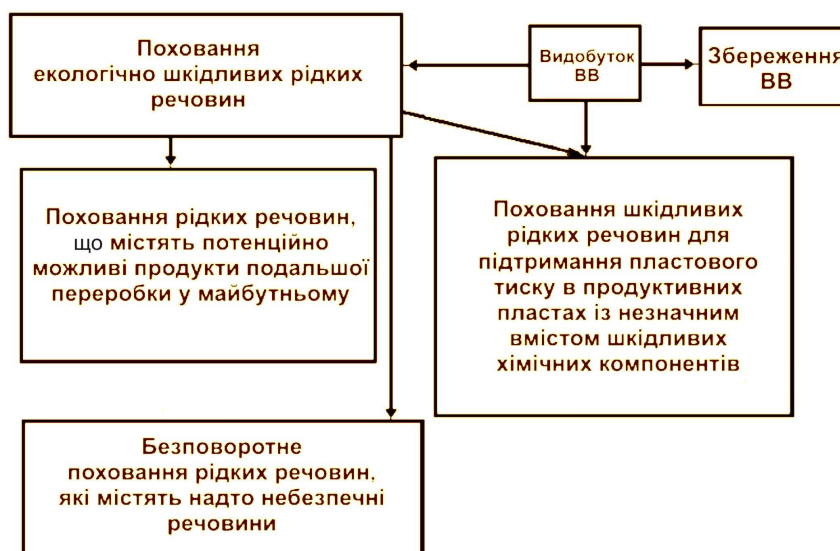 Поховання
екологічно шкідливих рідких
речовин
Видобуток
ВВ
Збереження
ВВ
Поховання рідких речовин,
що містять потенційно
можливі продукти подальшої
переробки у майбутньому
Поховання шкідливих
рідких речовин для
підтримання пластового
тиску в продуктивних
пластах із незначним
вмістом шкідливих
хімічних компонентів
Безповоротне
поховання рідких речовин,
які містять надто небезпечні
речовини